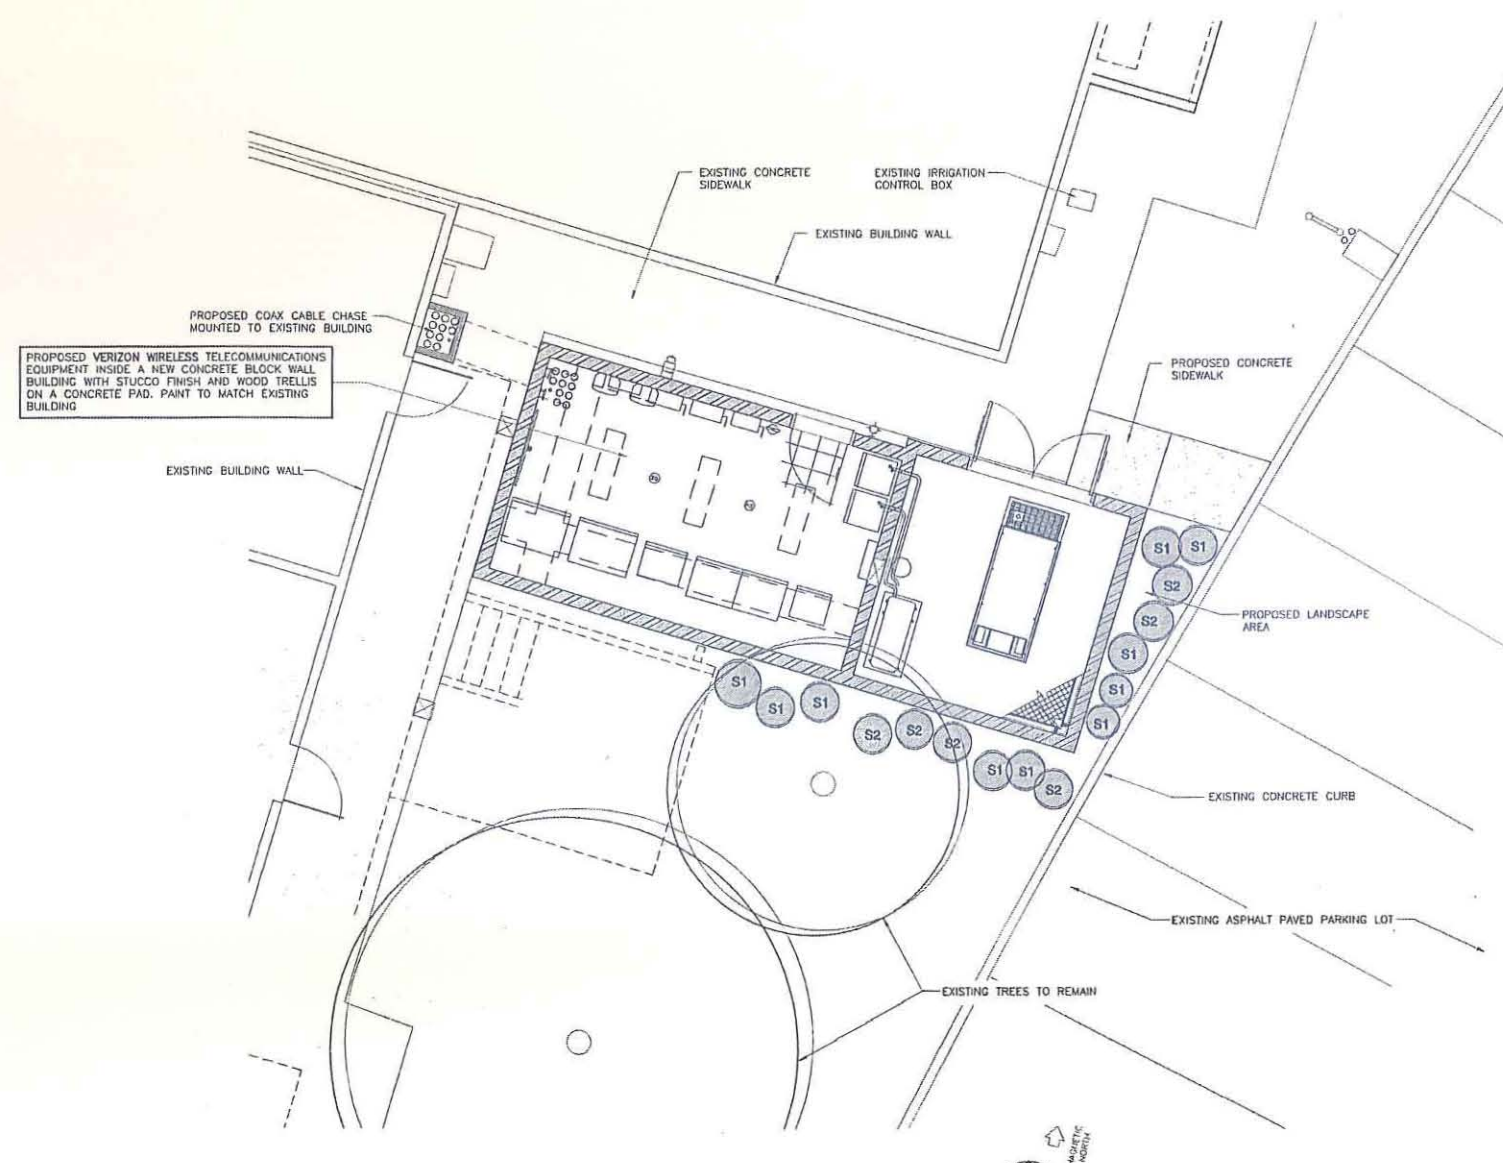 EXISTING CONCRETE
SIDEWALK
EXISTING IRRIGATION
CONTROL BOX
EXISTING BUILDING WALL
PROPOSED COAX CABLE CHASE
MOUNTED TO EXISTING BUILDING
PROPOSED VERIZON WIRELESS TELECOMMUNICATIONS
EQUIPMENT INSIDE A NEW CONCRETE BLOCK WALL
BUILDING WITH STUCCO FINISH AND WOOD TRELLIS
ON A CONCRETE PAD. PAINT TO MATCH EXISTING
BUILDING
PROPOSED CONCRETE
SIDEWALK
EXISTING BUILDING WALL
S1
S1
S2
PROPOSED LANDSCAPE
AREA
S2
S1
S1
S1
S1
S1
S1
S2
S2
S2
S1
S1
S2
EXISTING CONCRETE CURB
EXISTING ASPHALT PAVED PARKING LOT
EXISTING TREES TO REMAIN
MAGNETIC
NORTH